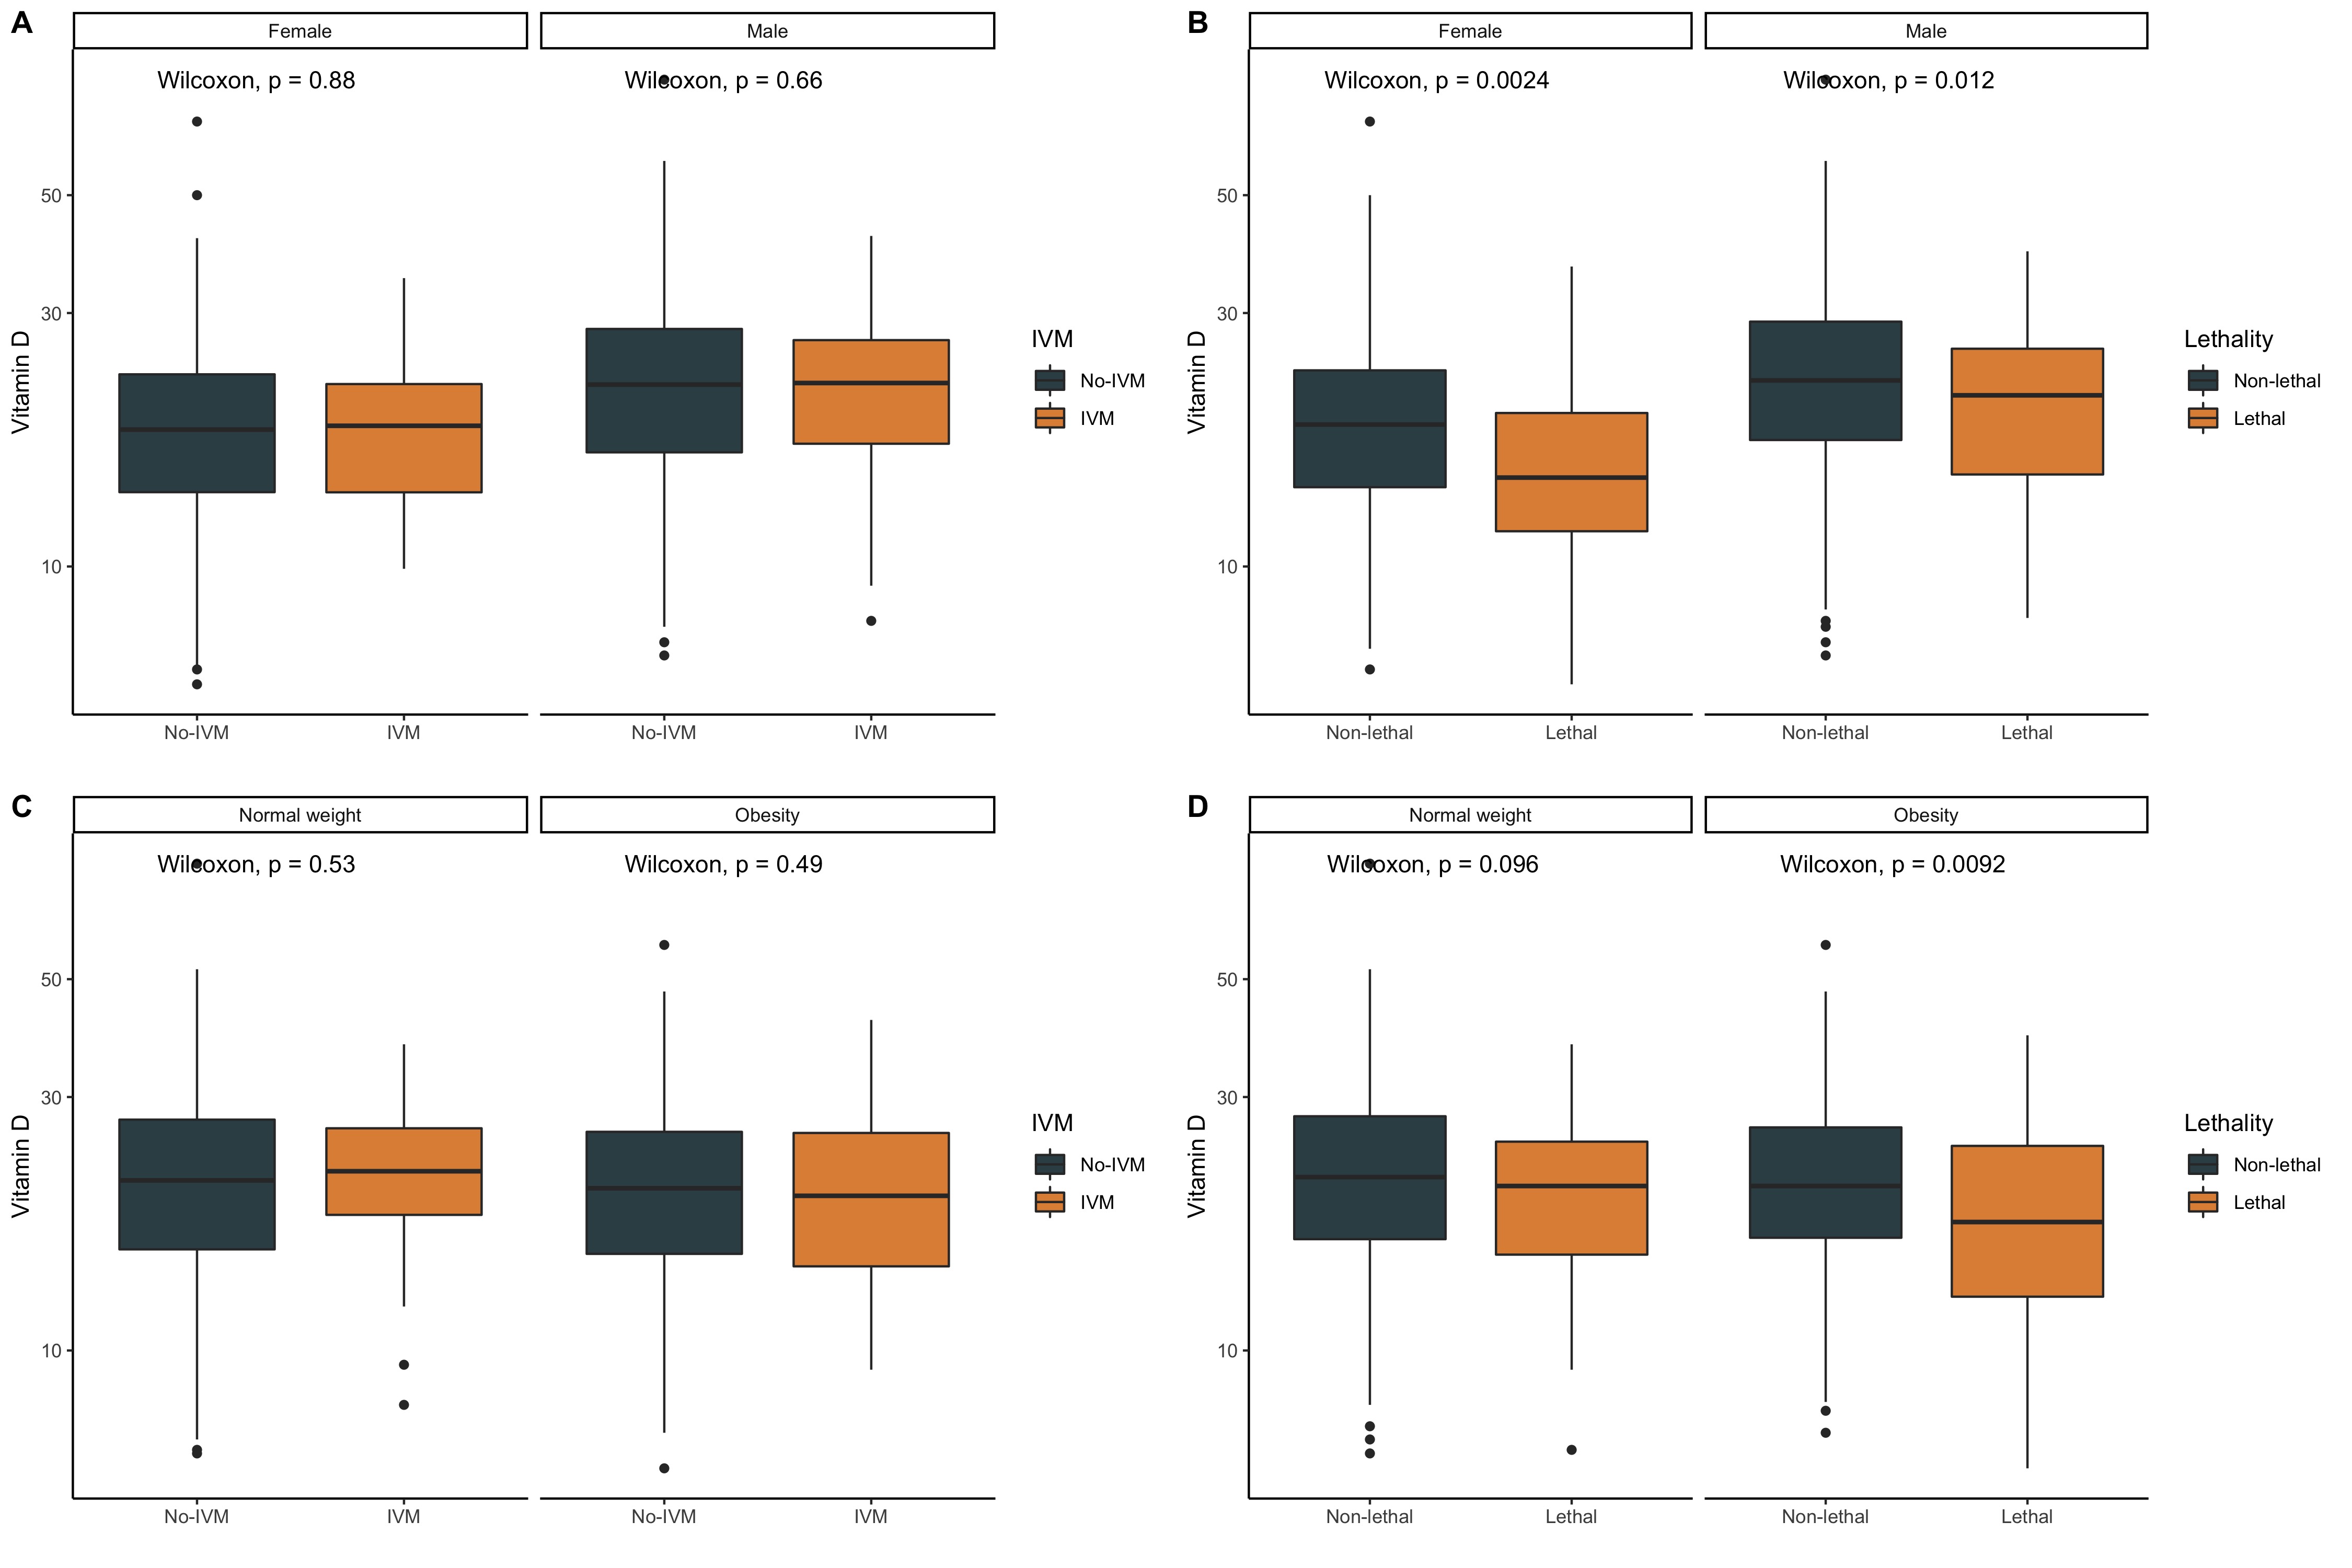 A
Female
Male
Wilcoxon, p = 0.88
Wilcoxon, p = 0.66
50
30
10
Vitamin D
No-IVM
IVM
No-IVM
IVM
IVM
No-IVM
IVM
B
Female
Male
Wilcoxon, p = 0.0024
Wilcoxon, p = 0.012
50
30
10
Vitamin D
Non-lethal
Lethal
Non-lethal
Lethal
Lethality
Non-lethal
Lethal
C
Normal weight
Obesity
Wilcoxon, p = 0.53
Wilcoxon, p = 0.49
50
30
10
Vitamin D
No-IVM
IVM
No-IVM
IVM
IVM
No-IVM
IVM
D
Normal weight
Obesity
Wilcoxon, p = 0.096
Wilcoxon, p = 0.0092
50
30
10
Vitamin D
Non-lethal
Lethal
Non-lethal
Lethal
Lethality
Non-lethal
Lethal